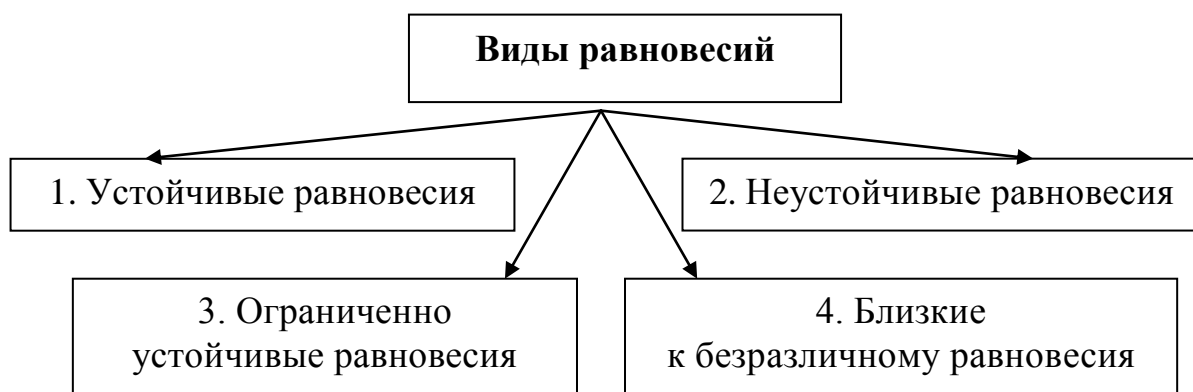 Виды равновесий
1. Устойчивые равновесия
2. Неустойчивые равновесия
3. Ограниченно
устойчивые равновесия
4. Близкие
к безразличному равновесия